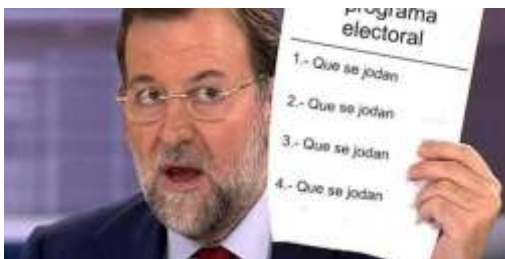 programa
electoral
1.- Que se jodan
2.- Que se jodan
3.- Que se jodan
4.- Que se jodan